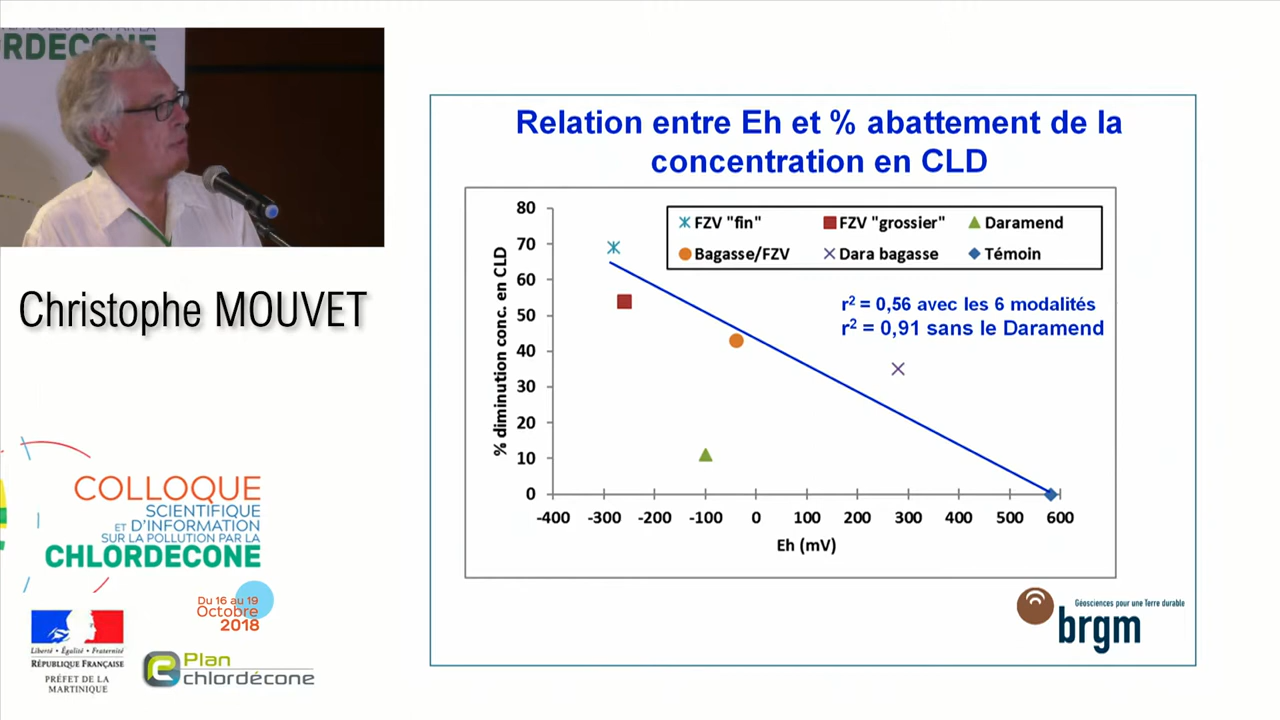 RDECONE
CHLORDECONE
Christophe MOUVET
COLLOQUE
SCIENTIFIQUE
ET D'INFORMATION
SUR LA POLLUTION PAR LA
CHLORDECONE
Du 16 au 19
Octobre
2018
Liberté • Égalité • Fraternité
RÉPUBLIQUE FRANÇAISE
PRÉFET DE LA
MARTINIQUE
Plan
chlordécone
Relation entre Eh et % abattement de la
concentration en CLD
FZV "fin" FZV "grossier" Daramend
Bagasse/FZV Dara bagasse Témoin
r² = 0,56 avec les 6 modalités
r² = 0,91 sans le Daramend
% diminution conc. en CLD
80
70
60
50
40
30
20
10
0
-400 -300 -200 -100 0 100 200 300 400 500 600
Eh (mV)
Géosciences pour une Terre durable
brgm